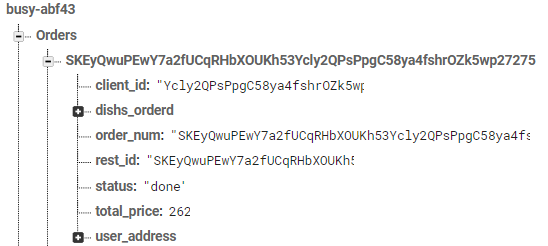 busy-abf43
Orders
SKEyQwuPEwY7a2fUCqRHbXOUKh53Ycly2QPsPpgC58ya4fshrOZk5wp27275
client_id: "Ycly2QPsPpgC58ya4fshrOZk5wp
dishs_orderd
order_num: "SKEyQwuPEwY7a2fUCqRHbXOUKh53Ycly2QPsPpgC58ya4fs
rest_id: "SKEyQwuPEwY7a2fUCqRHbXOUKh5
status: "done"
total_price: 262
user_address